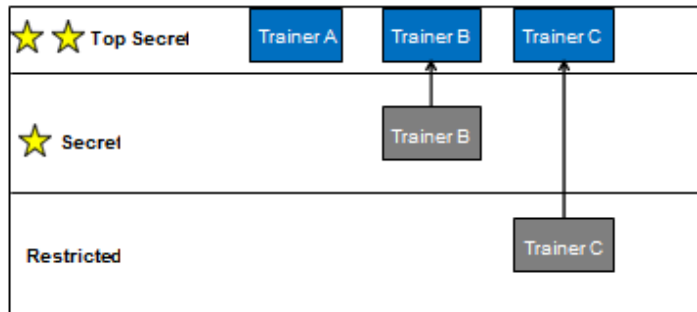 Top Secret Trainer A Trainer B Trainer C
Secret Trainer B
Restricted Trainer C